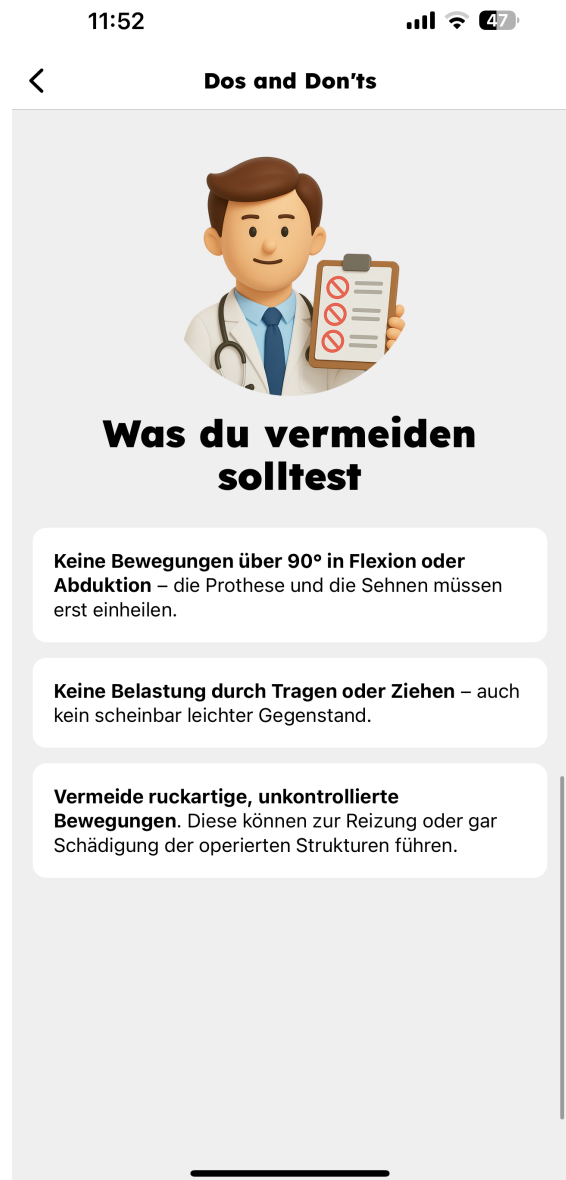 11:52
47
Dos and Don'ts
Was du vermeiden
solltest
Keine Bewegungen über 90° in Flexion oder
Abduktion – die Prothese und die Sehnen müssen
erst einheilen.
Keine Belastung durch Tragen oder Ziehen – auch
kein scheinbar leichter Gegenstand.
Vermeide ruckartige, unkontrollierte
Bewegungen. Diese können zur Reizung oder gar
Schädigung der operierten Strukturen führen.